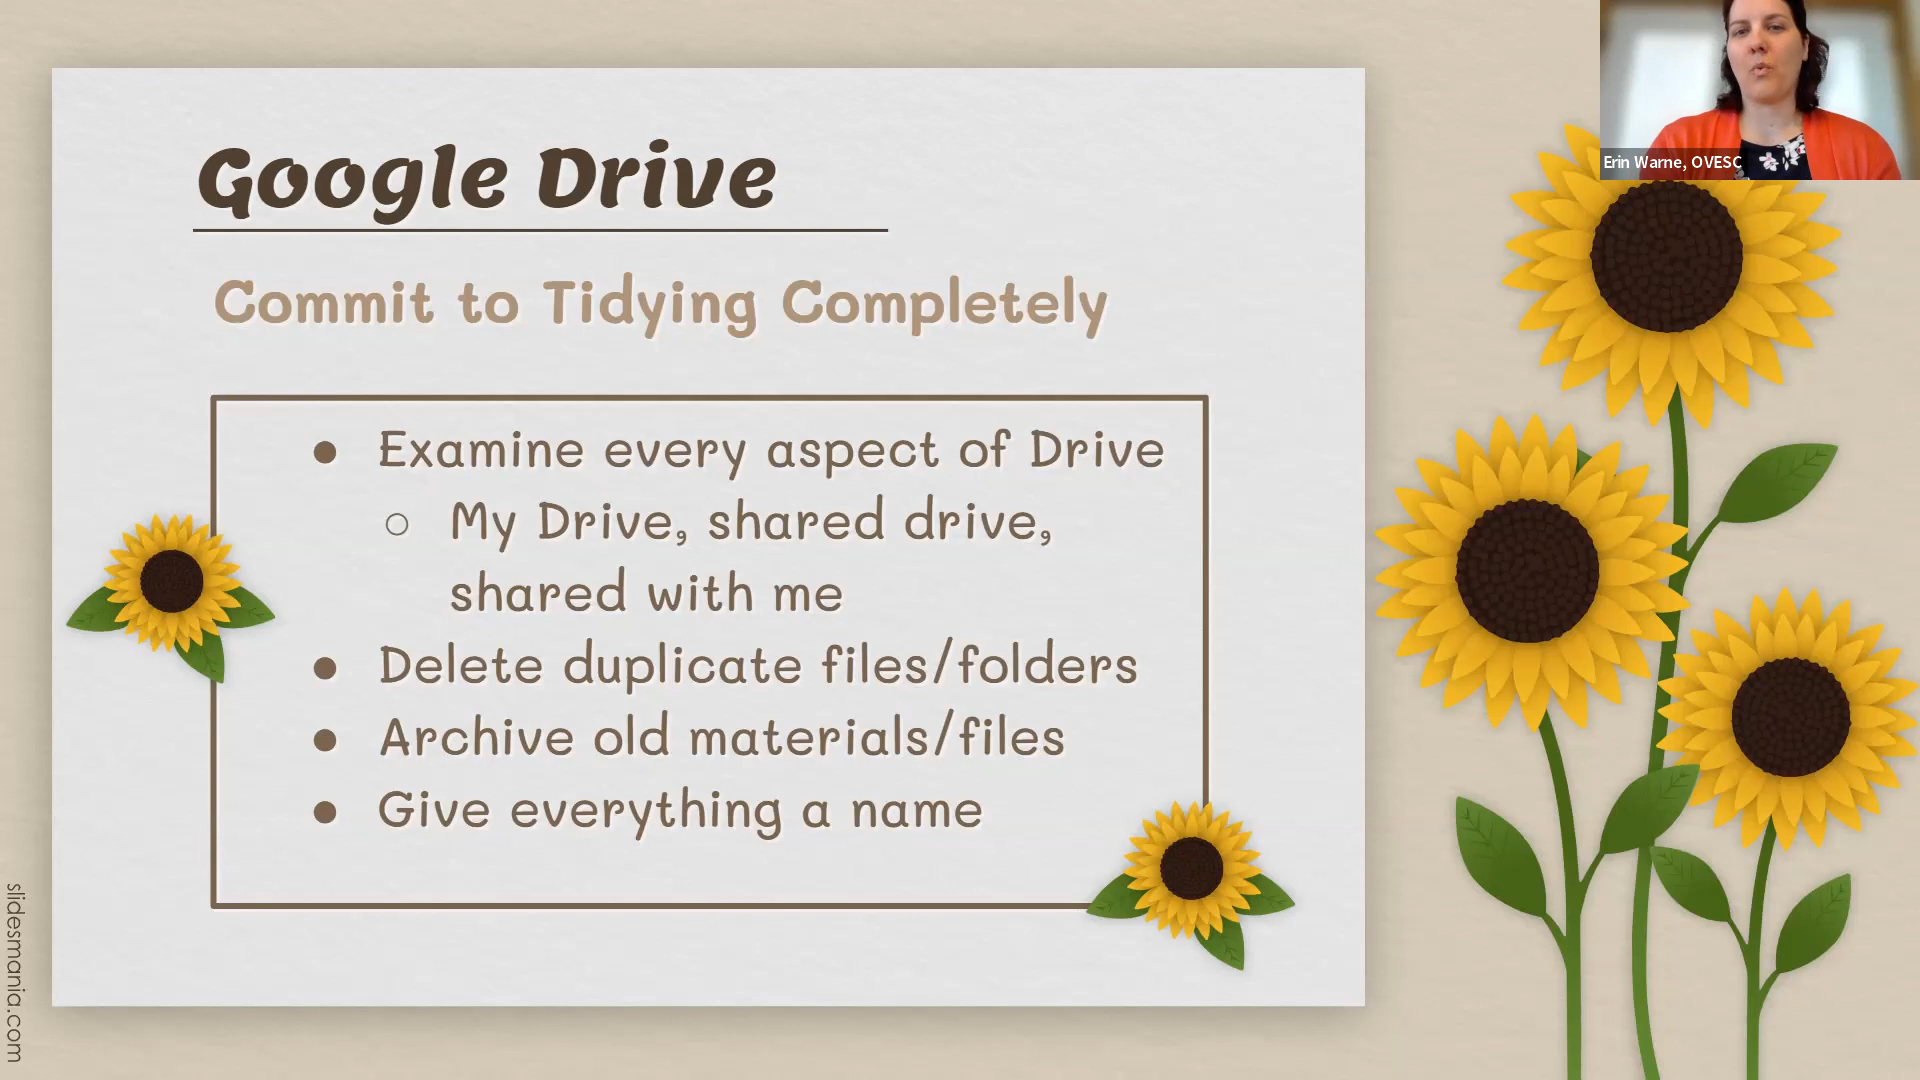 Google Drive
Commit to Tidying Completely
● Examine every aspect of Drive
○ My Drive, shared drive,
shared with me
● Delete duplicate files/folders
● Archive old materials/files
● Give everything a name
Erin Warne, OVESC
slidesmania.com